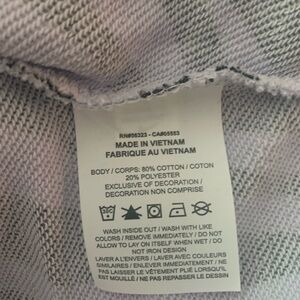 RN#56323 - CA#05553
MADE IN VIETNAM
FABRIQUE AU VIETNAM
BODY / CORPS: 80% COTTON / COTON
20% POLYESTER
EXCLUSIVE OF DECORATION /
DECORATION NON COMPRISE
WASH INSIDE OUT / WASH WITH LIKE
COLORS / REMOVE IMMEDIATELY / DO NOT
ALLOW TO LAY ON ITSELF WHEN WET / DO
NOT IRON DESIGN
LAVER A L'ENVERS / LAVER AVEC COULEURS
SIMILAIRES / ENLEVER IMMEDIATEMENT / NE
PAS LAISSER LE VÊTEMENT PLIÉ LORSQU'IL
EST MOUILLÉ / NE PAS REPASSER LE DESSIN